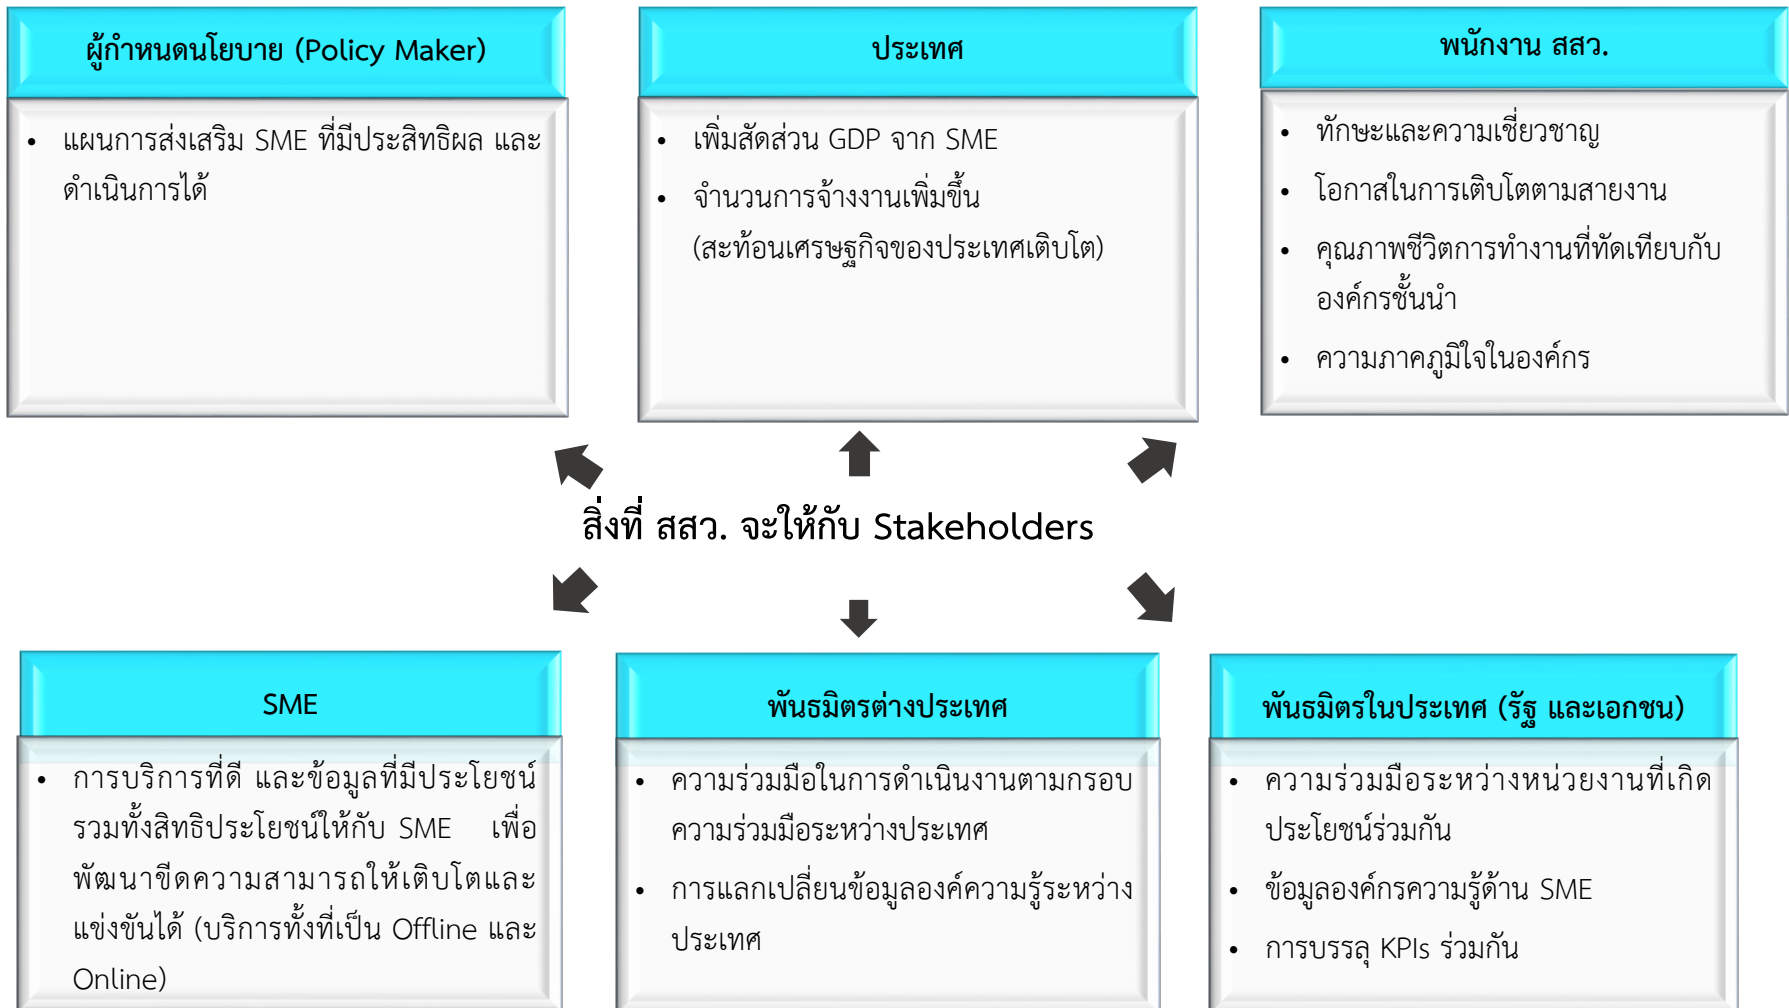 ผู้กำหนดนโยบาย (Policy Maker)
• แผนการส่งเสริม SME ที่มีประสิทธิผล และ
ดำเนินการได้
ประเทศ
• เพิ่มสัดส่วน GDP จาก SME
• จำนวนการจ้างงานเพิ่มขึ้น
(สะท้อนเศรษฐกิจของประเทศเติบโต)
พนักงาน สสว.
• ทักษะและความเชี่ยวชาญ
• โอกาสในการเติบโตตามสายงาน
• คุณภาพชีวิตการทำงานที่ทัดเทียบกับ
องค์กรชั้นนำ
• ความภาคภูมิใจในองค์กร
สิ่งที่ สสว. จะให้กับ Stakeholders
SME
• การบริการที่ดี และข้อมูลที่มีประโยชน์
รวมทั้งสิทธิประโยชน์ให้กับ SME เพื่อ
พัฒนาขีดความสามารถให้เติบโตและ
แข่งขันได้ (บริการทั้งที่เป็น Offline และ
Online)
พันธมิตรต่างประเทศ
• ความร่วมมือในการดำเนินงานตามกรอบ
ความร่วมมือระหว่างประเทศ
• การแลกเปลี่ยนข้อมูลองค์ความรู้ระหว่าง
ประเทศ
พันธมิตรในประเทศ (รัฐ และเอกชน)
• ความร่วมมือระหว่างหน่วยงานที่เกิด
ประโยชน์ร่วมกัน
• ข้อมูลองค์กรความรู้ด้าน SME
• การบรรลุ KPIs ร่วมกัน